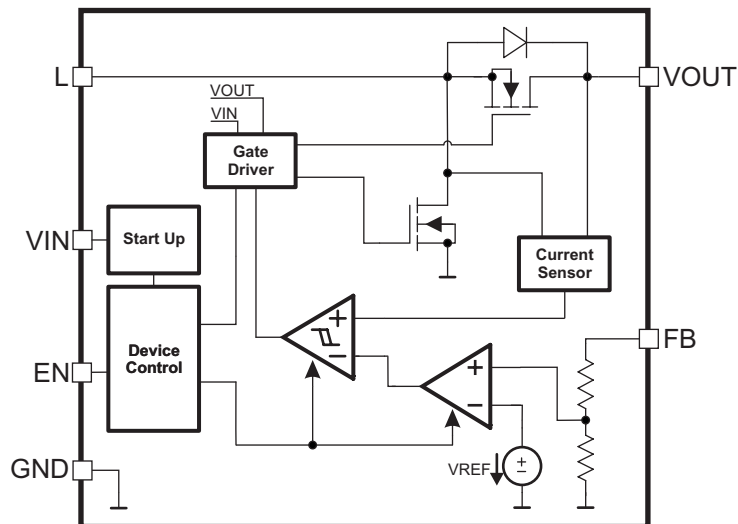 L
VOUT
VOUT
VIN
Gate
Driver
VIN
Start Up
Current
Sensor
EN
Device
Control
+
−
FB
+
−
VREF
+
−
GND